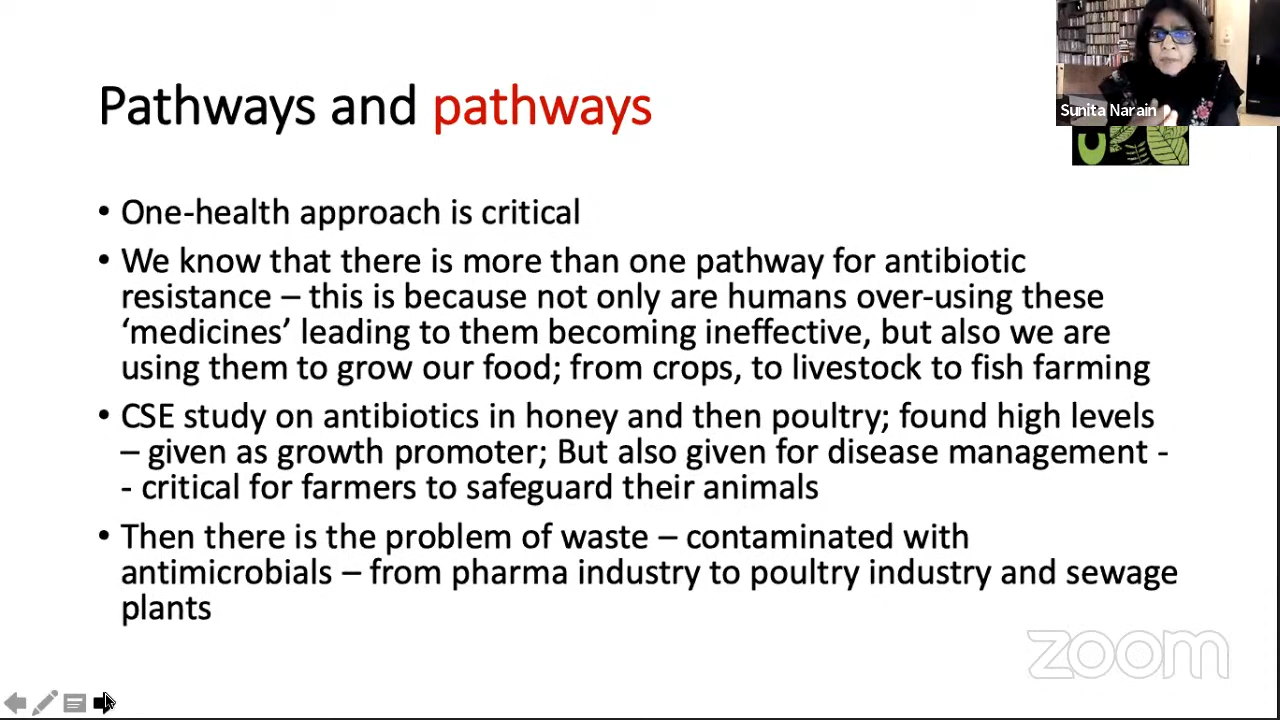 Sunita Narain
Pathways and pathways
• One-health approach is critical
• We know that there is more than one pathway for antibiotic
resistance – this is because not only are humans over-using these
‘medicines’ leading to them becoming ineffective, but also we are
using them to grow our food; from crops, to livestock to fish farming
• CSE study on antibiotics in honey and then poultry; found high levels
– given as growth promoter; But also given for disease management -
- critical for farmers to safeguard their animals
• Then there is the problem of waste – contaminated with
antimicrobials – from pharma industry to poultry industry and sewage
plants
zoom